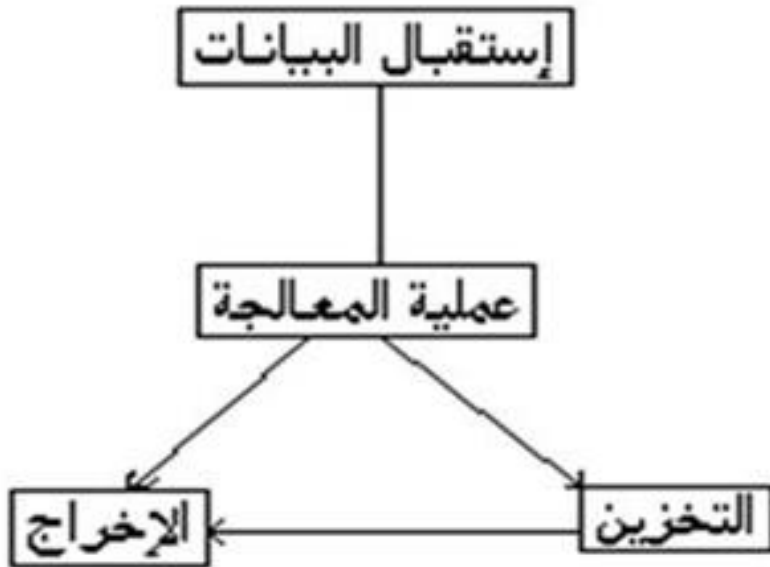 إستقبال البيانات
عملية المعالجة
التخزين
الإخراج